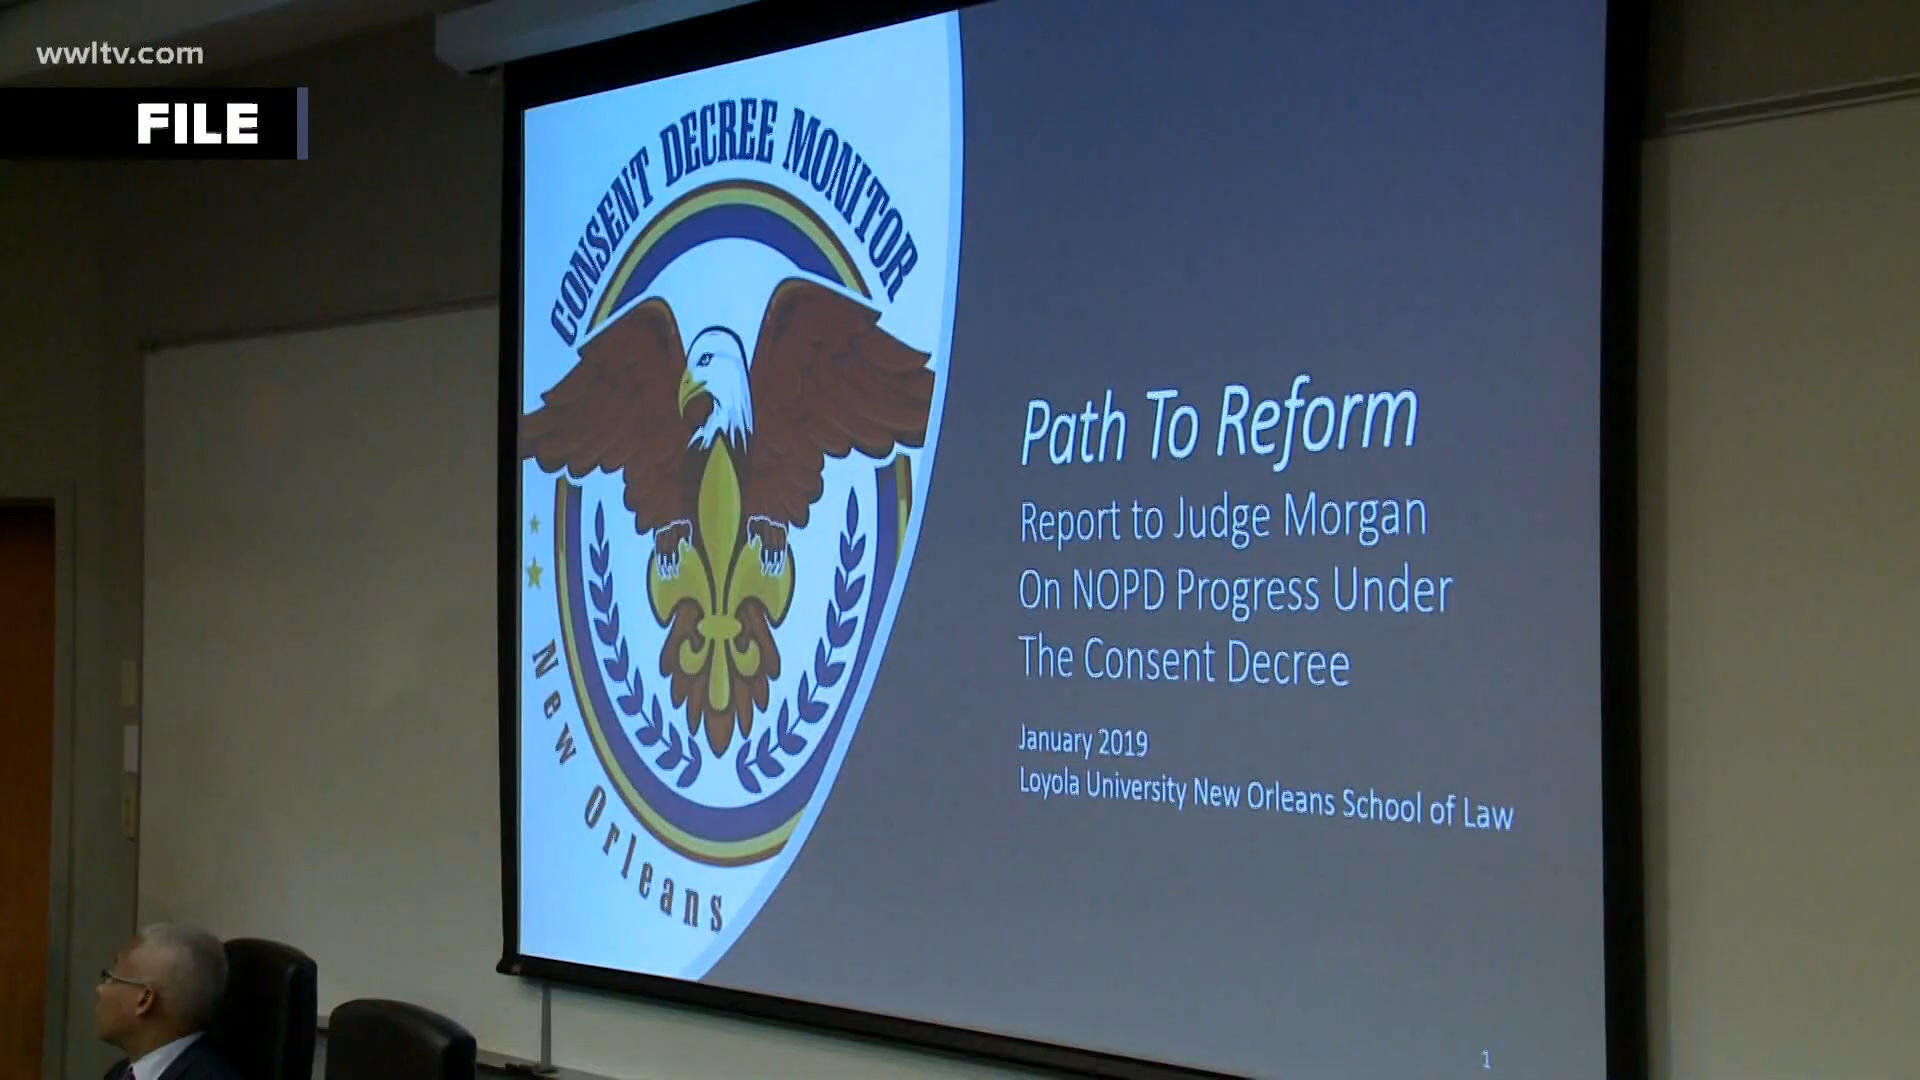 wwltv.com
FILE
CONSENT DECREE MONITOR
New Orleans
Path To Reform
Report to Judge Morgan
On NOPD Progress Under
The Consent Decree
January 2019
Loyola University New Orleans School of Law
1